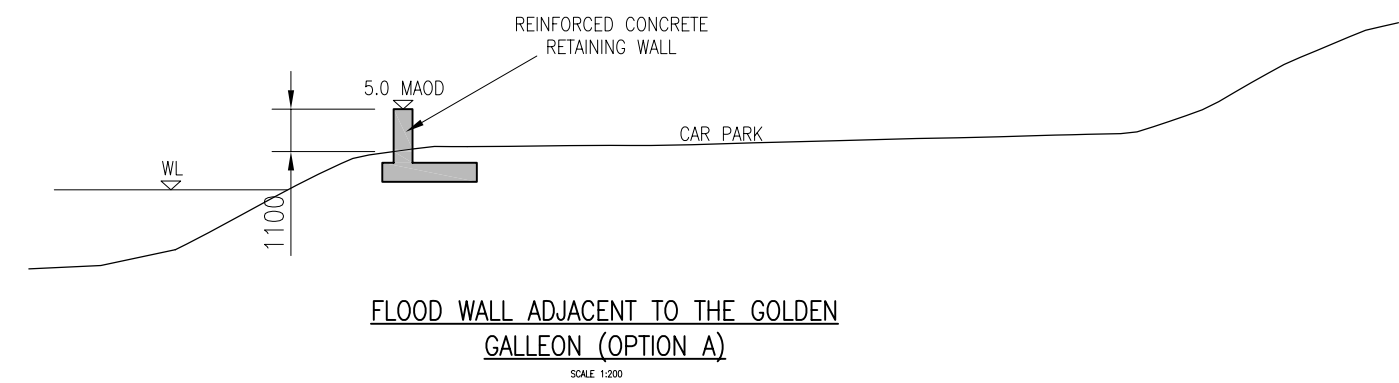 REINFORCED CONCRETE
RETAINING WALL
5.0 MAOD
CAR PARK
WL
1100
FLOOD WALL ADJACENT TO THE GOLDEN
GALLEON (OPTION A)
SCALE 1:200